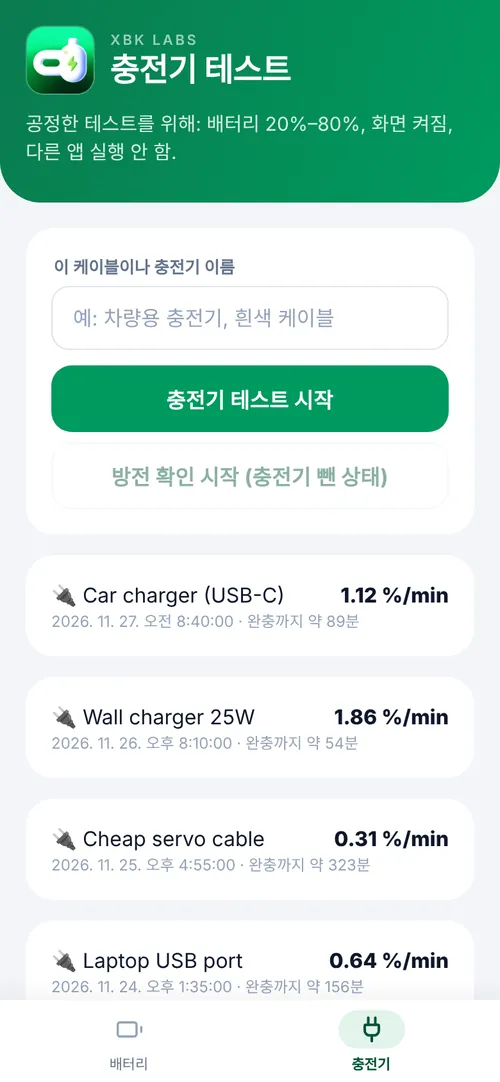 XBK LABS
충전기 테스트
공정한 테스트를 위해: 배터리 20%–80%, 화면 켜짐,
다른 앱 실행 안 함.
이 케이블이나 충전기 이름
예: 차량용 충전기, 흰색 케이블
충전기 테스트 시작
방전 확인 시작 (충전기 뺀 상태)
Car charger (USB-C) 1.12 %/min
2026. 11. 27. 오전 8:40:00 · 완충까지 약 89분
Wall charger 25W 1.86 %/min
2026. 11. 26. 오후 8:10:00 · 완충까지 약 54분
Cheap servo cable 0.31 %/min
2026. 11. 25. 오후 4:55:00 · 완충까지 약 323분
Laptop USB port 0.64 %/min
2026. 11. 24. 오후 1:35:00 · 완충까지 약 156분
배터리 충전기